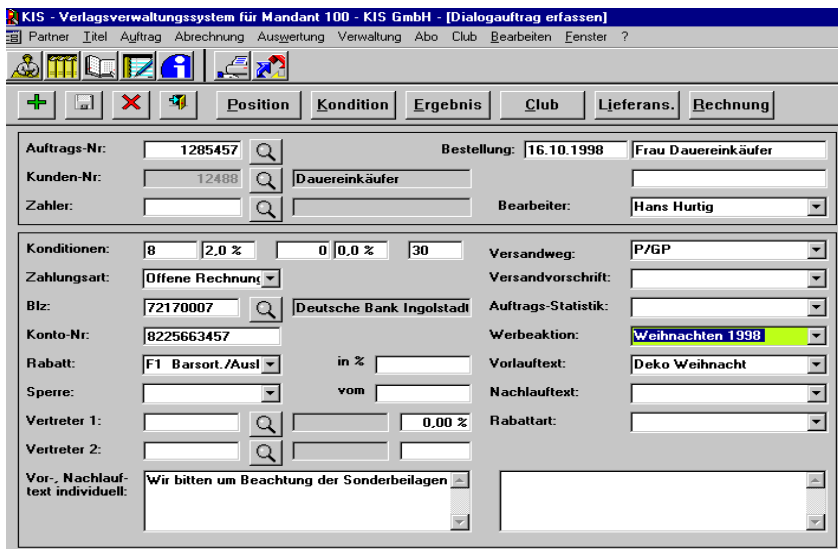 KIS - Verlagsverwaltungssystem für Mandant 100 - KIS GmbH - [Dialogauftrag erfassen]
Partner Titel Auftrag Abrechnung Auswertung Verwaltung Abo Club Bearbeiten Fenster ?
Position Kondition Ergebnis Club Lieferans. Rechnung
Auftrags-Nr: 1285457 Bestellung: 16.10.1998 Frau Dauereinkäufer
Kunden-Nr: 12488 Dauereinkäufer
Zahler: Bearbeiter: Hans Hurtig
Konditionen: 8 2,0 % 0 0,0 % 30 Versandweg: P/GP
Zahlungsart: Offene Rechnung Versandvorschrift:
Blz: 72170007 Deutsche Bank Ingolstadt Auftrags-Statistik:
Konto-Nr: 8225663457 Werbeaktion: Weihnachten 1998
Rabatt: F1 Barsort./Ausl in % Vorlauftext: Deko Weihnacht
Sperre: vom Nachlauftext:
Vertreter 1: 0,00 % Rabattart:
Vertreter 2:
Vor-, Nachlauf-
text individuell: Wir bitten um Beachtung der Sonderbeilagen